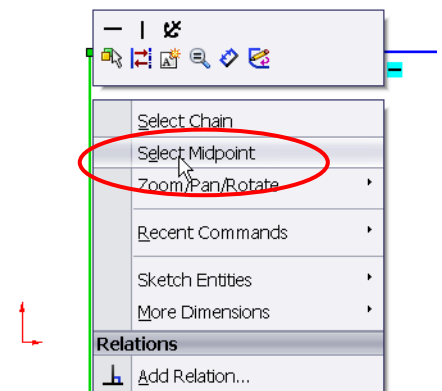 Select Chain
Select Midpoint
Zoom/Pan/Rotate
Recent Commands
Sketch Entities
More Dimensions
Relations
Add Relation...